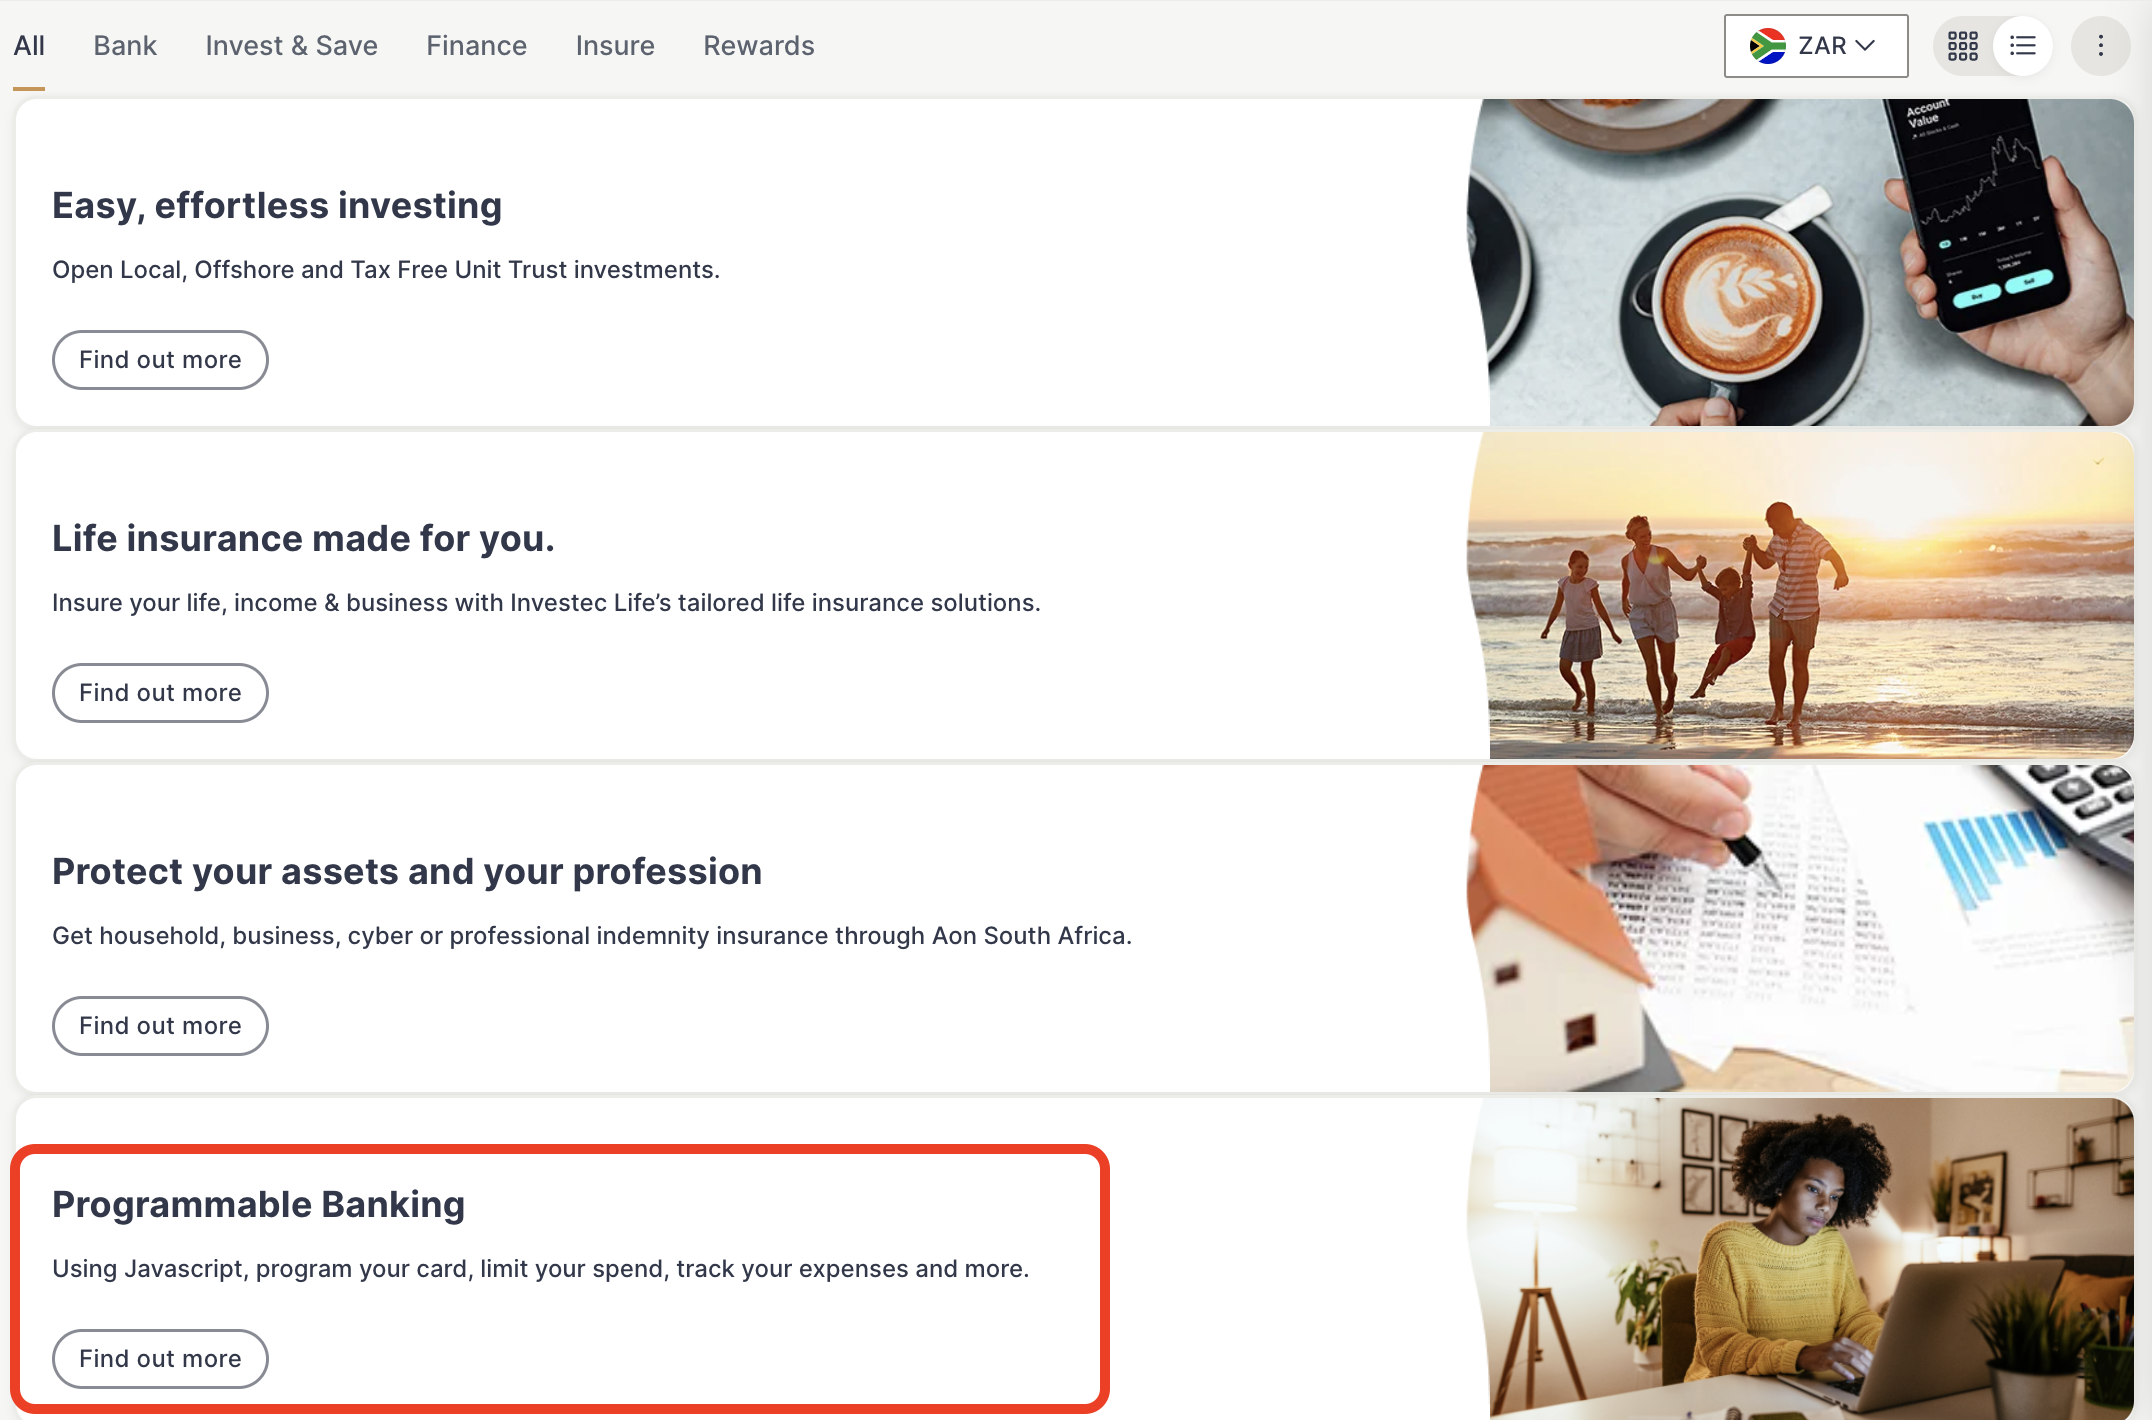 All Bank Invest & Save Finance Insure Rewards ZAR
Account
Value
Buy Sell
Easy, effortless investing
Open Local, Offshore and Tax Free Unit Trust investments.
Find out more
Life insurance made for you.
Insure your life, income & business with Investec Life’s tailored life insurance solutions.
Find out more
Protect your assets and your profession
Get household, business, cyber or professional indemnity insurance through Aon South Africa.
Find out more
Programmable Banking
Using Javascript, program your card, limit your spend, track your expenses and more.
Find out more